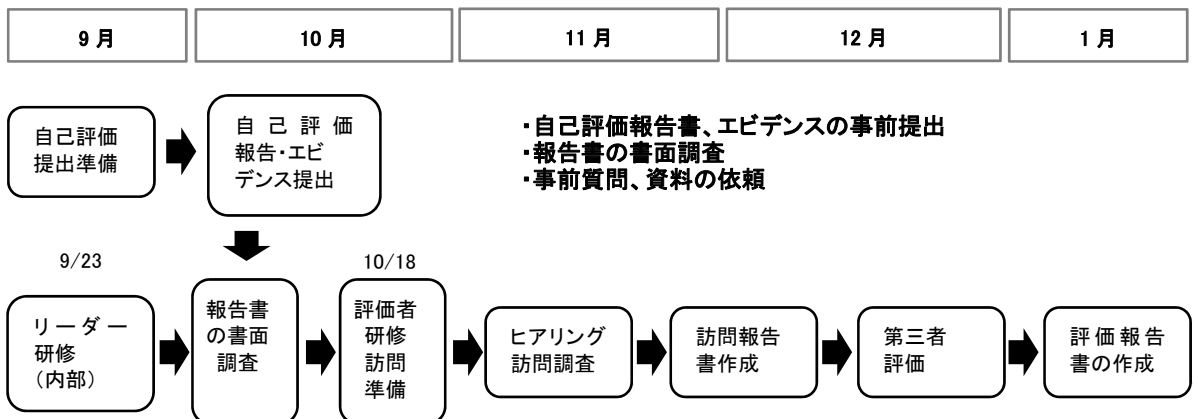 9月
10月
11月
12月
1月
自己評価
提出準備
自己評価
報告・エビ
デンス提出
・自己評価報告書、エビデンスの事前提出
・報告書の書面調査
・事前質問、資料の依頼
9/23
10/18
リーダー
研修
(内部)
報告書
の書面
調査
評価者
研修
訪問
準備
ヒアリング
訪問調査
訪問報告
書作成
第三者
評価
評価報告
書の作成